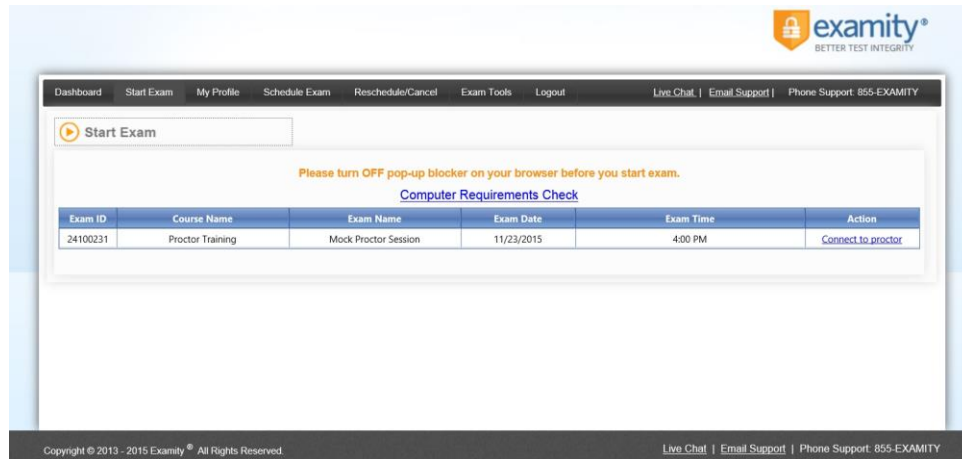 examity®
BETTER TEST INTEGRITY
Dashboard Start Exam My Profile Schedule Exam Reschedule/Cancel Exam Tools Logout Live Chat | Email Support | Phone Support: 855-EXAMITY
Start Exam
Please turn OFF pop-up blocker on your browser before you start exam.
Computer Requirements Check
Exam ID Course Name Exam Name Exam Date Exam Time Action
24100231 Proctor Training Mock Proctor Session 11/23/2015 4:00 PM Connect to proctor
Copyright © 2013 - 2015 Examity ® All Rights Reserved. Live Chat | Email Support | Phone Support: 855-EXAMITY